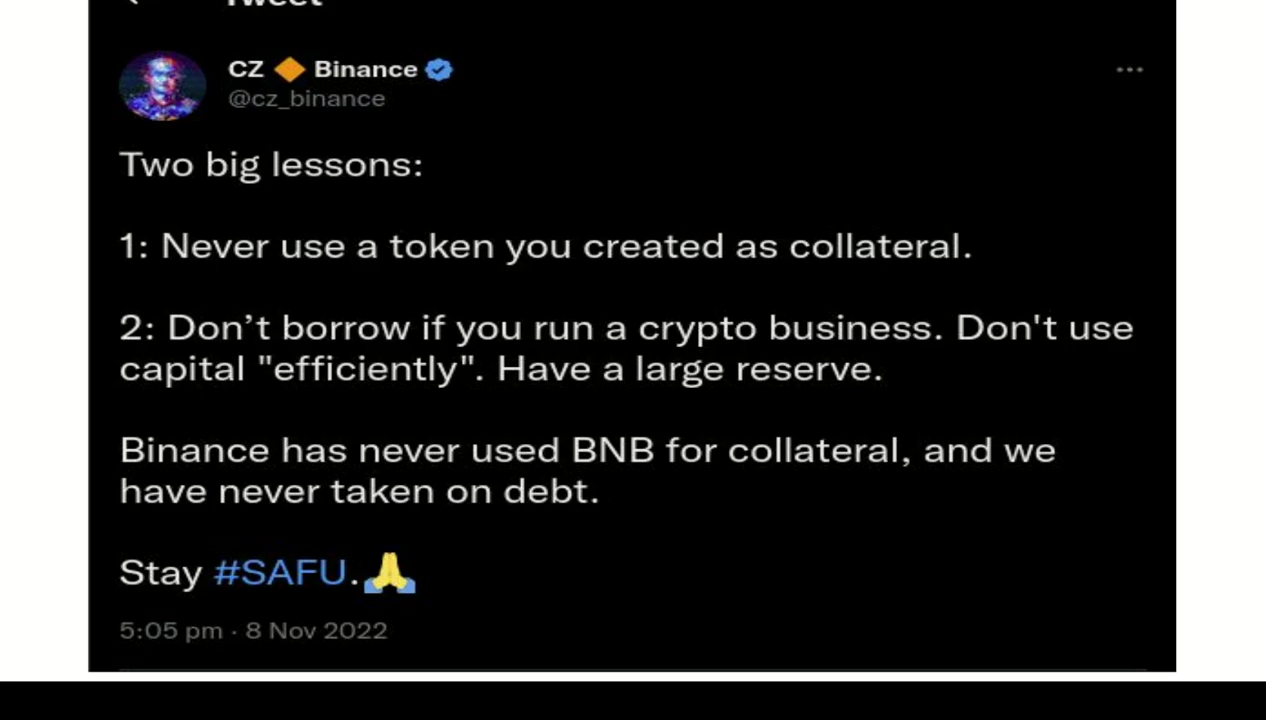 Tweet
CZ 🔶 Binance
@cz_binance
Two big lessons:
1: Never use a token you created as collateral.
2: Don’t borrow if you run a crypto business. Don't use
capital "efficiently". Have a large reserve.
Binance has never used BNB for collateral, and we
have never taken on debt.
Stay #SAFU.🙏
5:05 pm · 8 Nov 2022